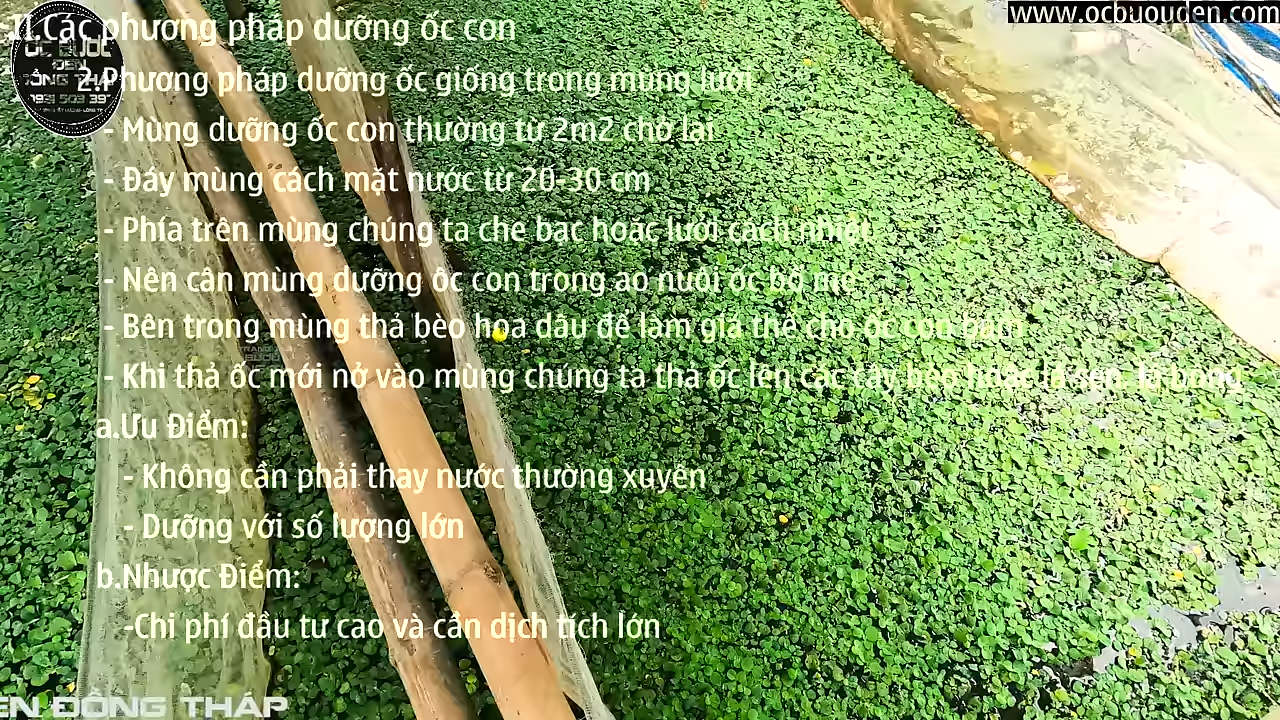 www.ocbuouden.com
II.Các phương pháp dưỡng ốc con
ỐC BƯƠU
ĐEN
ĐỒNG THÁP
2.Phương pháp dưỡng ốc giống trong mùng lưới
- Mùng dưỡng ốc con thường từ 2m2 chở lại
- Đáy mùng cách mặt nước từ 20-30 cm
- Phía trên mùng chúng ta che bạc hoặc lưới cách nhiệt
- Nên cân mùng dưỡng ốc con trong ao nuôi ốc bố mẹ
- Bên trong mùng thả bèo hoa dâu để làm giá thể cho ốc con bám
- Khi thả ốc mới nở vào mùng chúng ta thả ốc lên các cây bèo hoặc lá sen, lá bông
a.Ưu Điểm:
- Không cần phải thay nước thường xuyên
- Dưỡng với số lượng lớn
b.Nhược Điểm:
-Chi phí đầu tư cao và cần dịch tích lớn
EN ĐỒNG THÁP